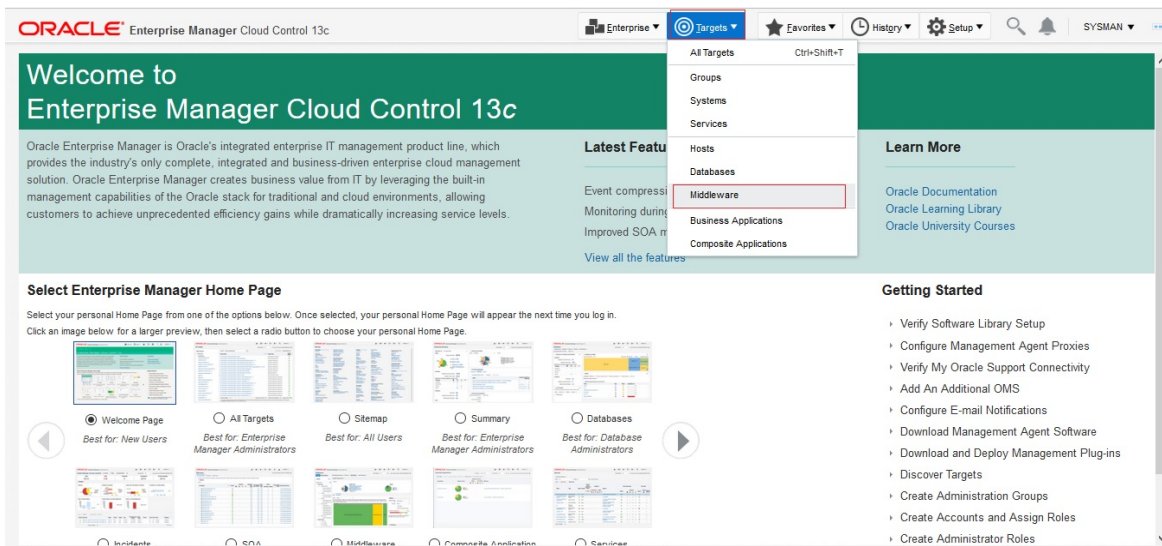 ORACLE Enterprise Manager Cloud Control 13c
Enterprise ▼
Targets ▼
Favorites ▼
History ▼
Setup ▼
SYSMAN ▼
All Targets Ctrl+Shift+T
Groups
Systems
Services
Hosts
Databases
Middleware
Business Applications
Composite Applications
Welcome to
Enterprise Manager Cloud Control 13c
Oracle Enterprise Manager is Oracle's integrated enterprise IT management product line, which
provides the industry's only complete, integrated and business-driven enterprise cloud management
solution. Oracle Enterprise Manager creates business value from IT by leveraging the built-in
management capabilities of the Oracle stack for traditional and cloud environments, allowing
customers to achieve unprecedented efficiency gains while dramatically increasing service levels.
Latest Featu
Event compressi
Monitoring during
Improved SOA m
View all the features
Learn More
Oracle Documentation
Oracle Learning Library
Oracle University Courses
Select Enterprise Manager Home Page
Select your personal Home Page from one of the options below. Once selected, your personal Home Page will appear the next time you log in.
Click an image below for a larger preview, then select a radio button to choose your personal Home Page.
Welcome Page
Best for: New Users
All Targets
Best for: Enterprise
Manager Administrators
Sitemap
Best for: All Users
Summary
Best for: Enterprise
Manager Administrators
Databases
Best for: Database
Administrators
Incidents
SOA
Middleware
Composite Application
Services
Getting Started
Verify Software Library Setup
Configure Management Agent Proxies
Verify My Oracle Support Connectivity
Add An Additional OMS
Configure E-mail Notifications
Download Management Agent Software
Download and Deploy Management Plug-ins
Discover Targets
Create Administration Groups
Create Accounts and Assign Roles
Create Administrator Roles